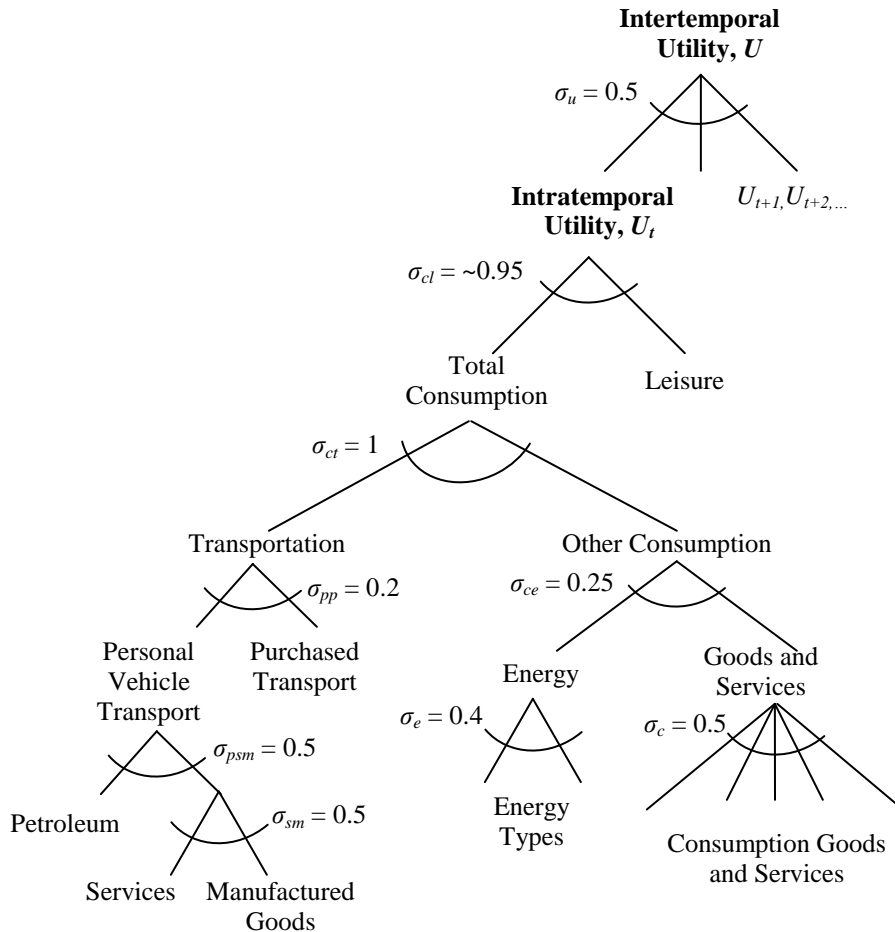 Intertemporal
Utility, U
σu = 0.5
Intratemporal
Utility, Ut
Ut+1,Ut+2,...
σcl = ~0.95
Total
Consumption
Leisure
σct = 1
Transportation
Other Consumption
σpp = 0.2
σce = 0.25
Personal
Vehicle
Transport
Purchased
Transport
Energy
Goods and
Services
σe = 0.4
σc = 0.5
σpsm = 0.5
Petroleum
σsm = 0.5
Energy
Types
Consumption Goods
and Services
Services
Manufactured
Goods